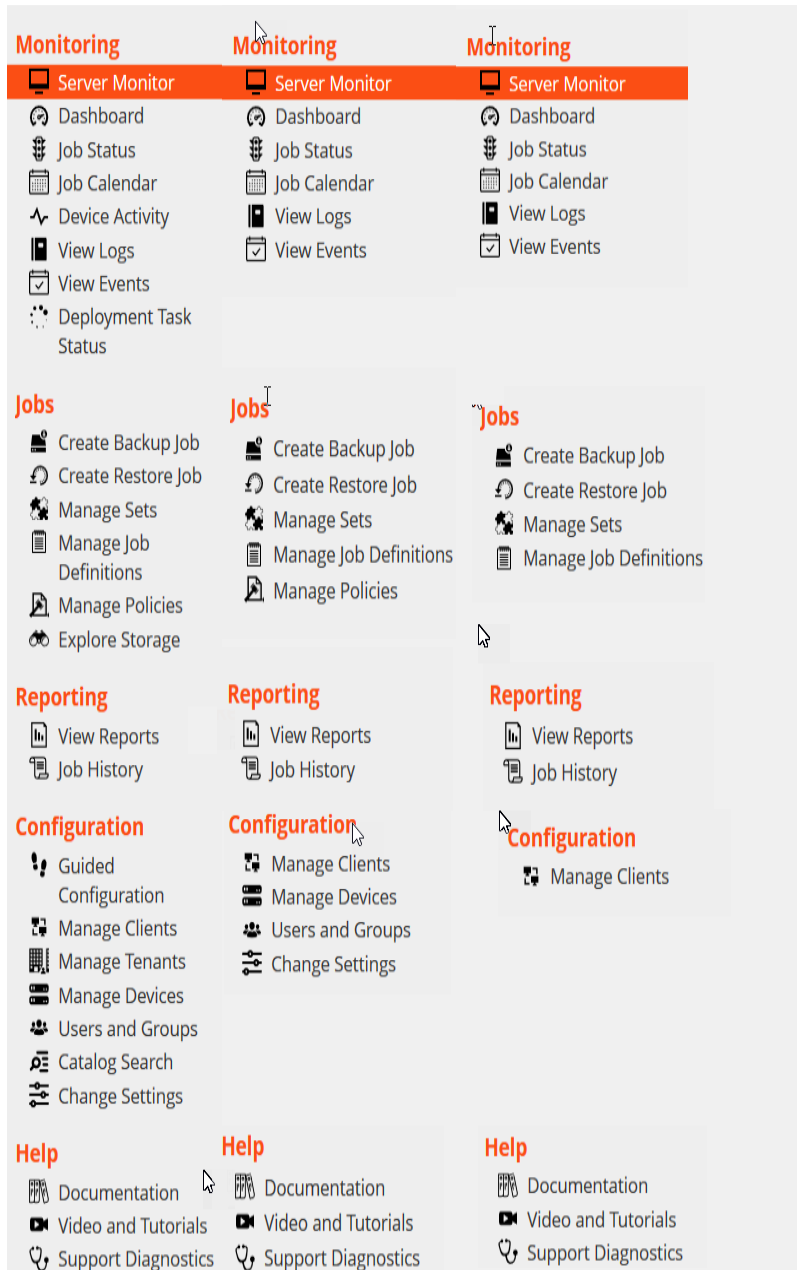 Monitoring
Server Monitor
Dashboard
Job Status
Job Calendar
Device Activity
View Logs
View Events
Deployment Task
Status
Jobs
Create Backup Job
Create Restore Job
Manage Sets
Manage Job
Definitions
Manage Policies
Explore Storage
Reporting
View Reports
Job History
Configuration
Guided
Configuration
Manage Clients
Manage Tenants
Manage Devices
Users and Groups
Catalog Search
Change Settings
Help
Documentation
Video and Tutorials
Support Diagnostics
Monitoring
Server Monitor
Dashboard
Job Status
Job Calendar
View Logs
View Events
Jobs
Create Backup Job
Create Restore Job
Manage Sets
Manage Job Definitions
Manage Policies
Reporting
View Reports
Job History
Configuration
Manage Clients
Manage Devices
Users and Groups
Change Settings
Help
Documentation
Video and Tutorials
Support Diagnostics
Monitoring
Server Monitor
Dashboard
Job Status
Job Calendar
View Logs
View Events
Jobs
Create Backup Job
Create Restore Job
Manage Sets
Manage Job Definitions
Reporting
View Reports
Job History
Configuration
Manage Clients
Help
Documentation
Video and Tutorials
Support Diagnostics